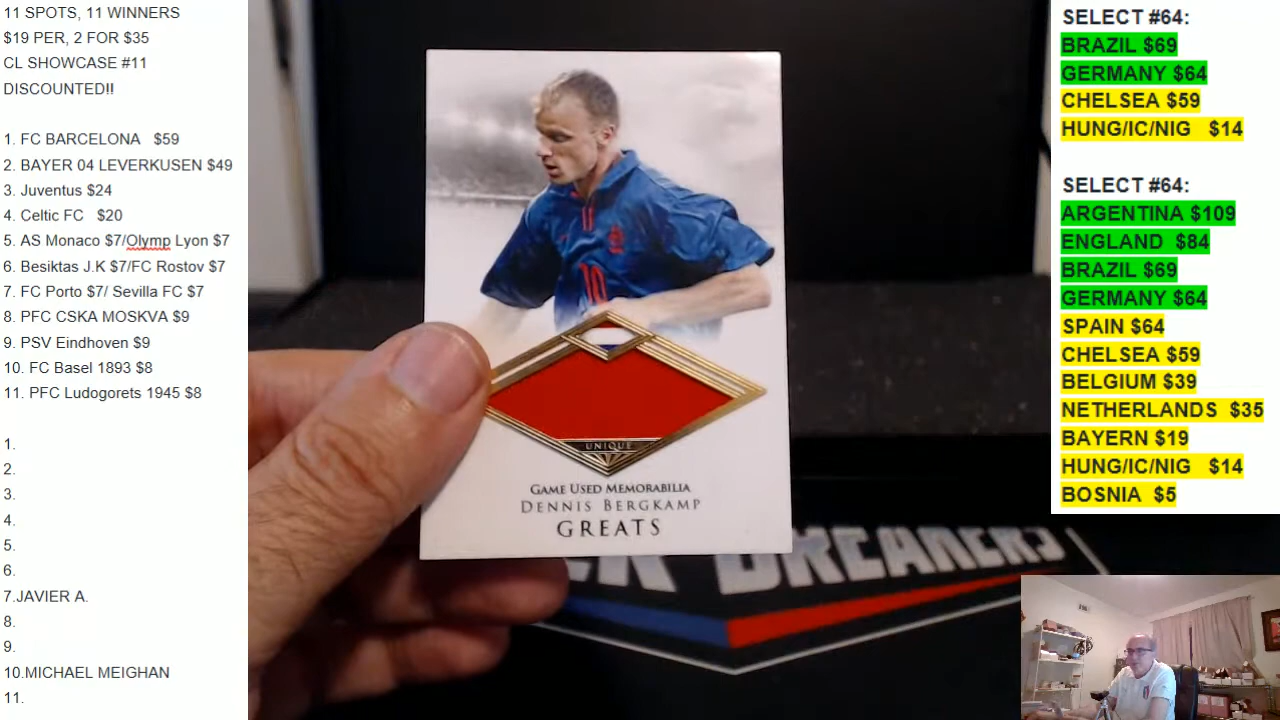 11 SPOTS, 11 WINNERS
$19 PER, 2 FOR $35
CL SHOWCASE #11
DISCOUNTED!!
1. FC BARCELONA $59
2. BAYER 04 LEVERKUSEN $49
3. Juventus $24
4. Celtic FC $20
5. AS Monaco $7/Olymp Lyon $7
6. Besiktas J.K $7/FC Rostov $7
7. FC Porto $7/ Sevilla FC $7
8. PFC CSKA MOSKVA $9
9. PSV Eindhoven $9
10. FC Basel 1893 $8
11. PFC Ludogorets 1945 $8
1.
2.
3.
4.
5.
6.
7.JAVIER A.
8.
9.
10.MICHAEL MEIGHAN
11.
10
UNIQUE
GAME USED MEMORABILIA
DENNIS BERGKAMP
GREATS
BREAKERS
SELECT #64:
BRAZIL $69
GERMANY $64
CHELSEA $59
HUNG/IC/NIG $14
SELECT #64:
ARGENTINA $109
ENGLAND $84
BRAZIL $69
GERMANY $64
SPAIN $64
CHELSEA $59
BELGIUM $39
NETHERLANDS $35
BAYERN $19
HUNG/IC/NIG $14
BOSNIA $5